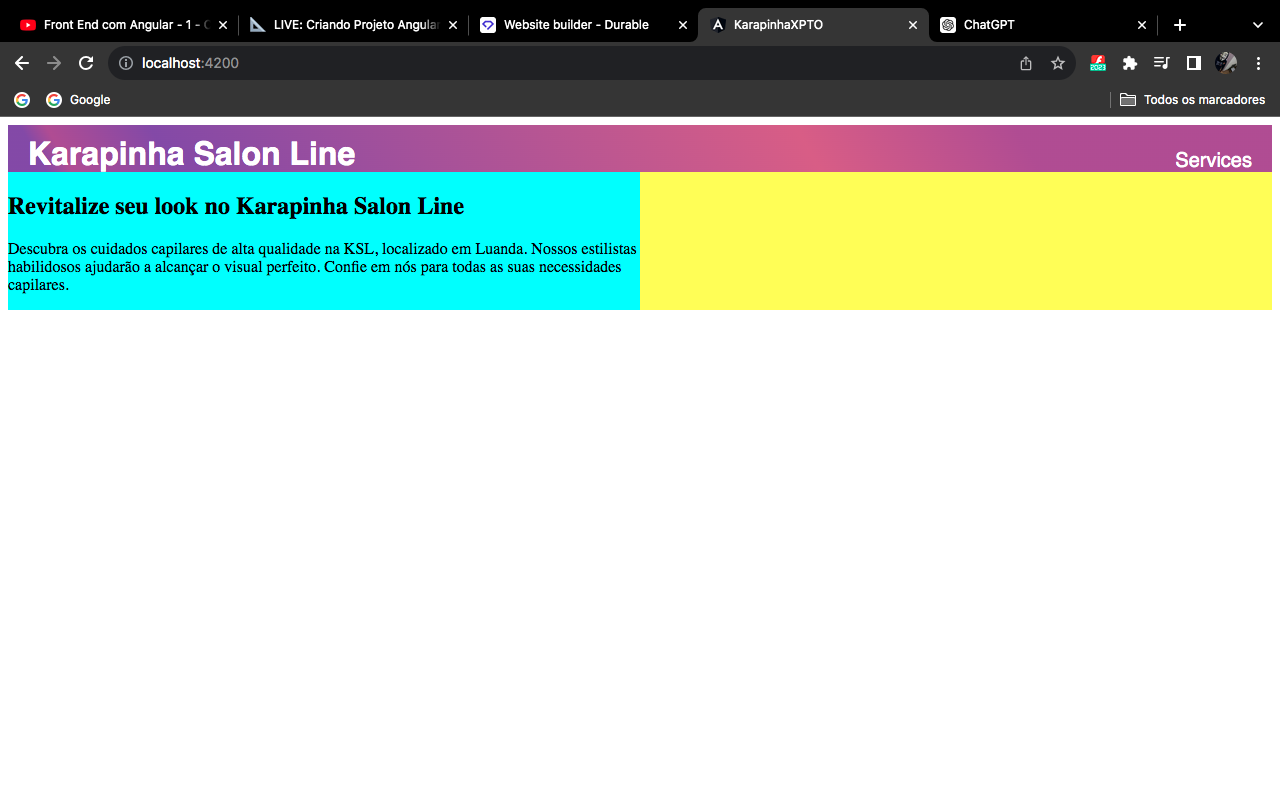 Front End com Angular - 1 -
LIVE: Criando Projeto Angular
Website builder - Durable
KarapinhaXPTO
ChatGPT
localhost:4200
2023
Google
Todos os marcadores
Karapinha Salon Line
Services
Revitalize seu look no Karapinha Salon Line
Descubra os cuidados capilares de alta qualidade na KSL, localizado em Luanda. Nossos estilistas
habilidosos ajudarão a alcançar o visual perfeito. Confie em nós para todas as suas necessidades
capilares.